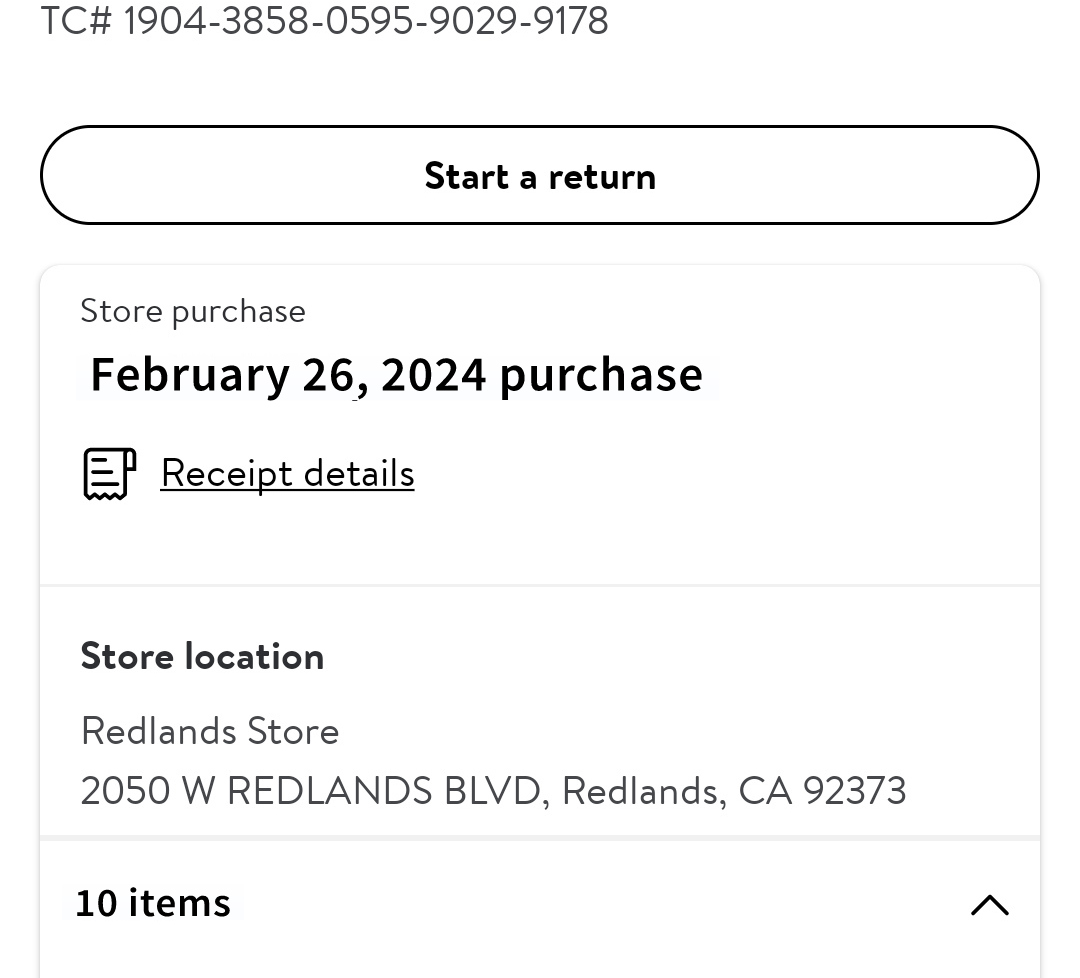 TC# 1904-3858-0595-9029-9178
Start a return
Store purchase
February 26, 2024 purchase
Receipt details
Store location
Redlands Store
2050 W REDLANDS BLVD, Redlands, CA 92373
10 items